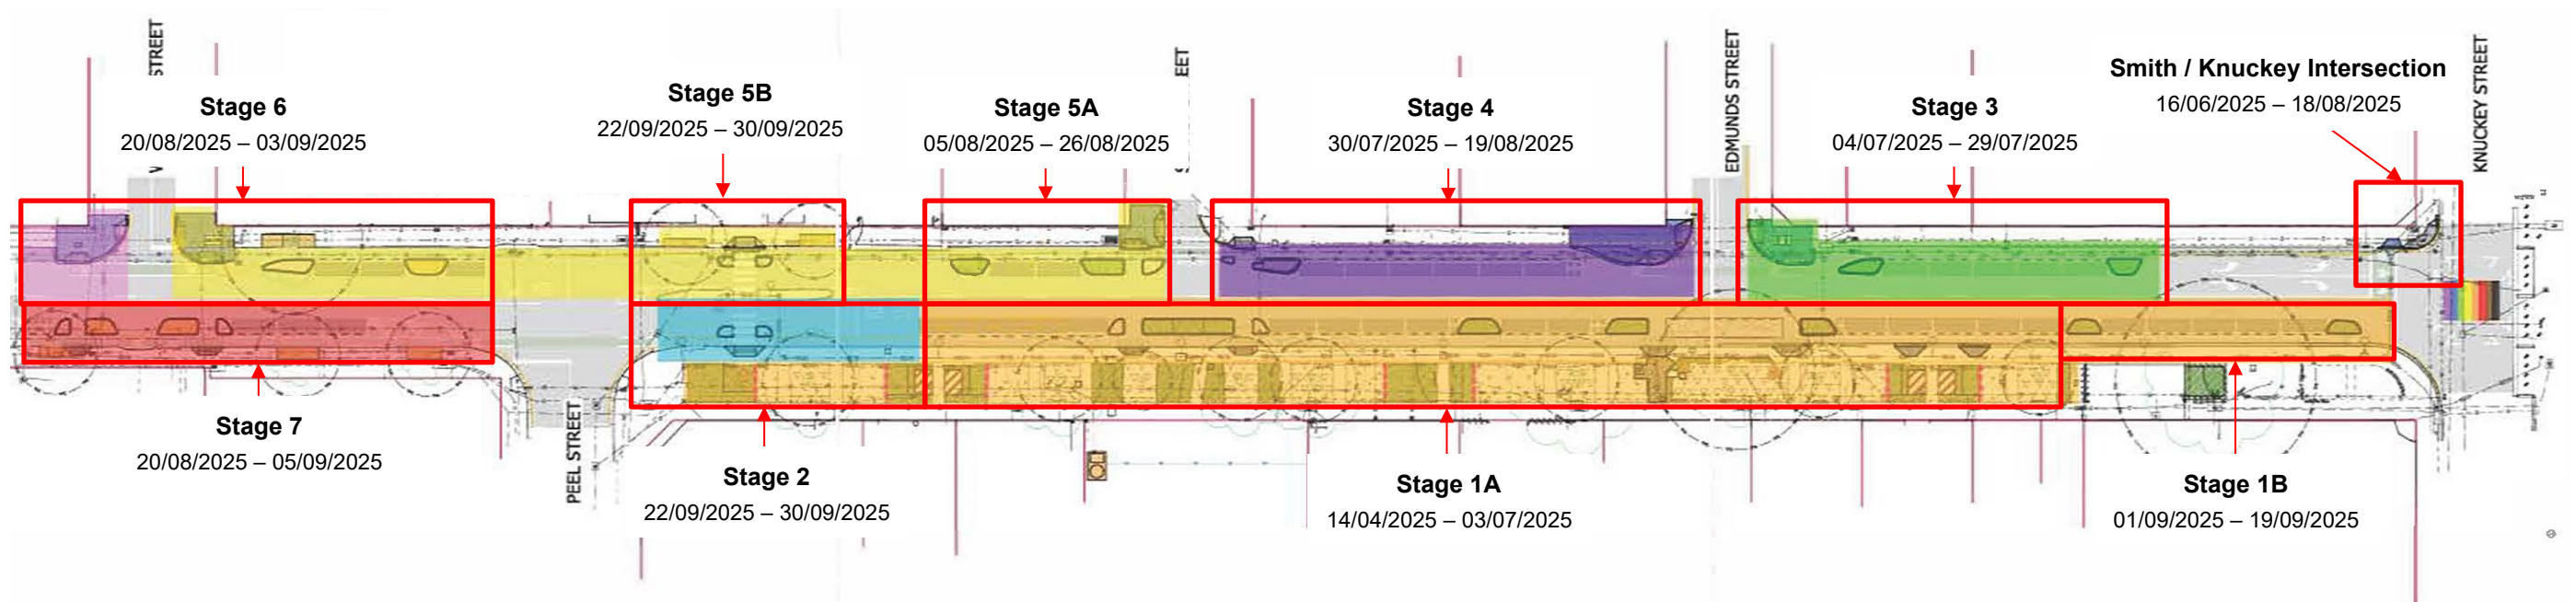 STREET
EET
EDMUNDS STREET
KNUCKEY STREET
Smith / Knuckey Intersection
16/06/2025 – 18/08/2025
Stage 6
20/08/2025 – 03/09/2025
Stage 5B
22/09/2025 – 30/09/2025
Stage 5A
05/08/2025 – 26/08/2025
Stage 4
30/07/2025 – 19/08/2025
Stage 3
04/07/2025 – 29/07/2025
Stage 7
20/08/2025 – 05/09/2025
PEEL STREET
Stage 2
22/09/2025 – 30/09/2025
Stage 1A
14/04/2025 – 03/07/2025
Stage 1B
01/09/2025 – 19/09/2025